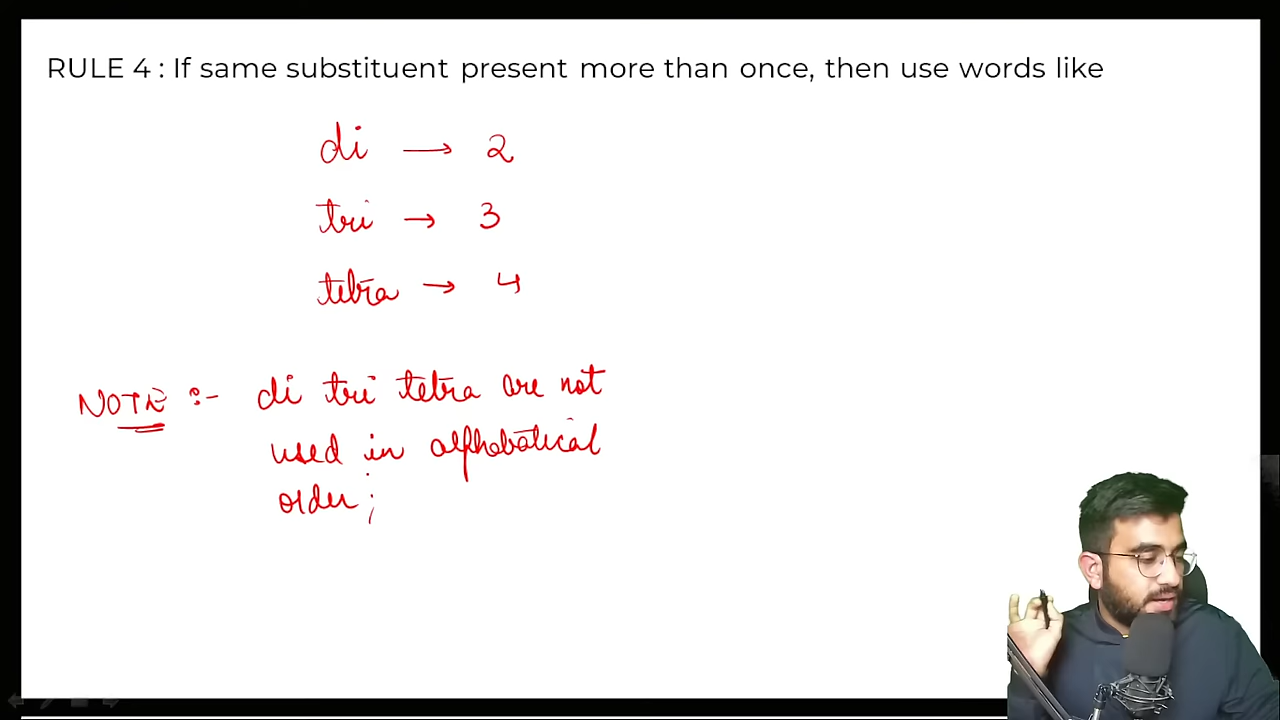 RULE 4 : If same substituent present more than once, then use words like
di → 2
tri → 3
tetra → 4
NOTE :- di tri tetra are not
used in alphabatical
order ;